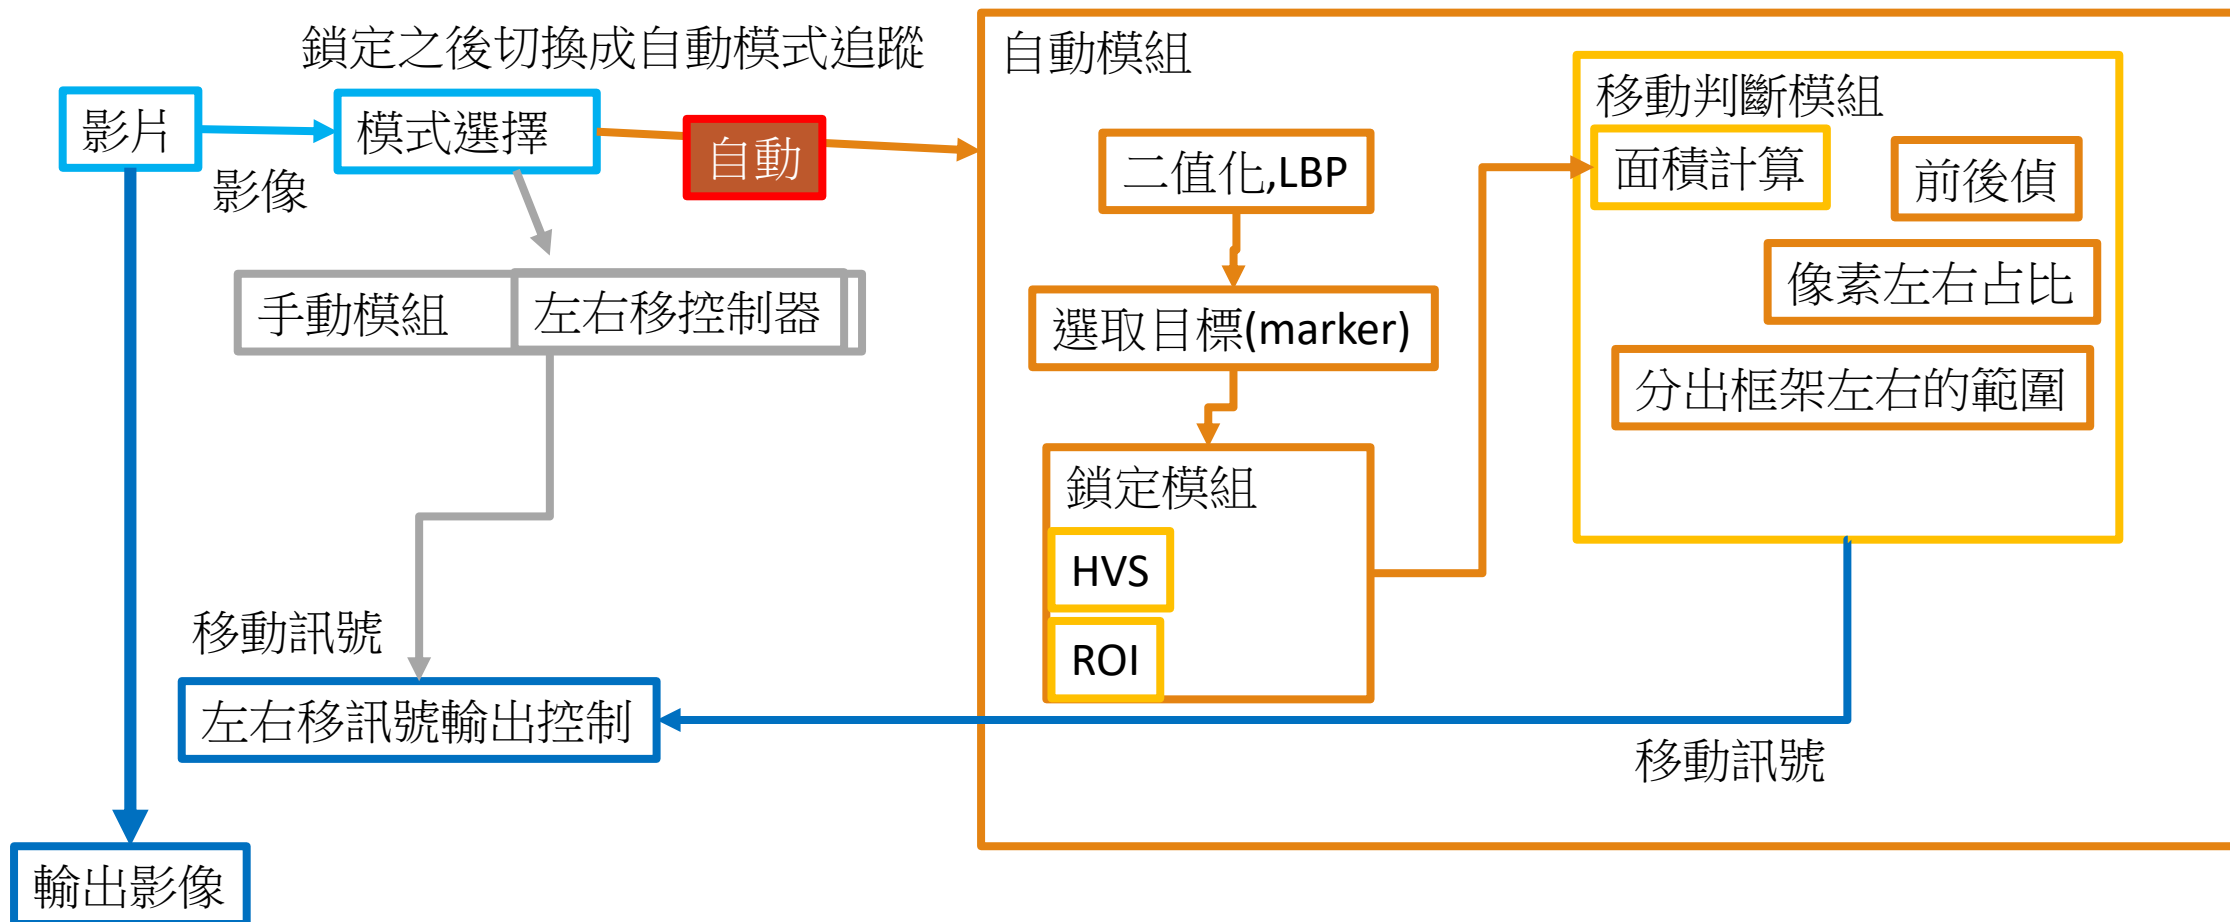 鎖定之後切換成自動模式追蹤
影片
影像
模式選擇
自動
手動模組
左右移控制器
移動訊號
左右移訊號輸出控制
輸出影像
自動模組
二值化,LBP
選取目標(marker)
鎖定模組
HVS
ROI
移動判斷模組
面積計算
前後偵
像素左右占比
分出框架左右的範圍
移動訊號